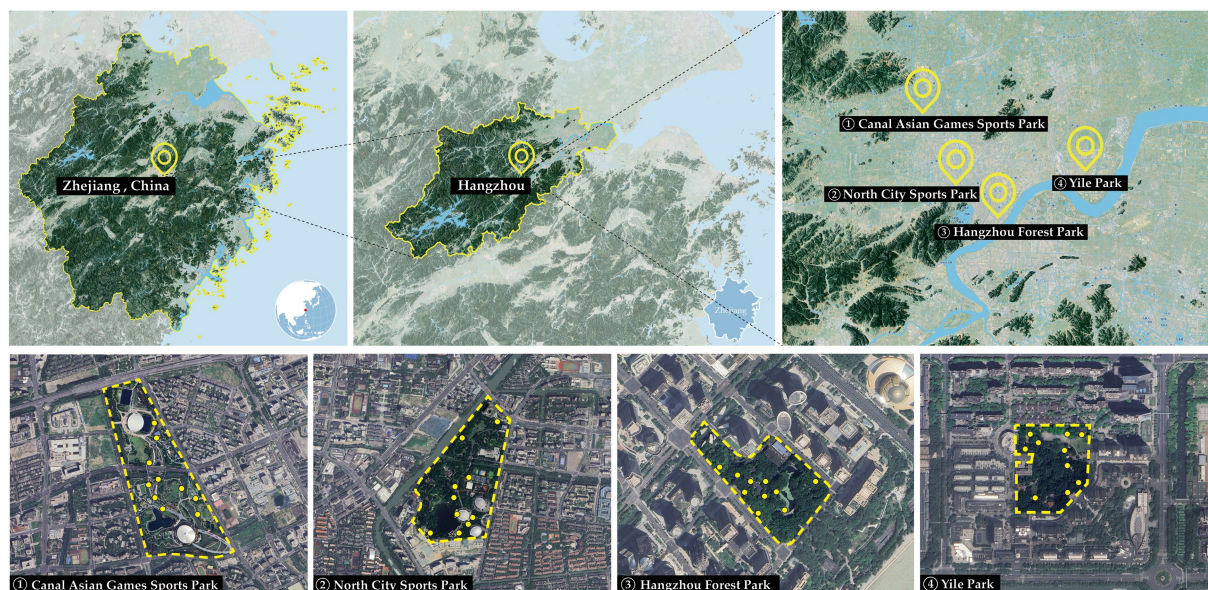 Zhejiang , China
Hangzhou
Zhejiang
① Canal Asian Games Sports Park
② North City Sports Park
③ Hangzhou Forest Park
④ Yile Park
① Canal Asian Games Sports Park
② North City Sports Park
③ Hangzhou Forest Park
④ Yile Park